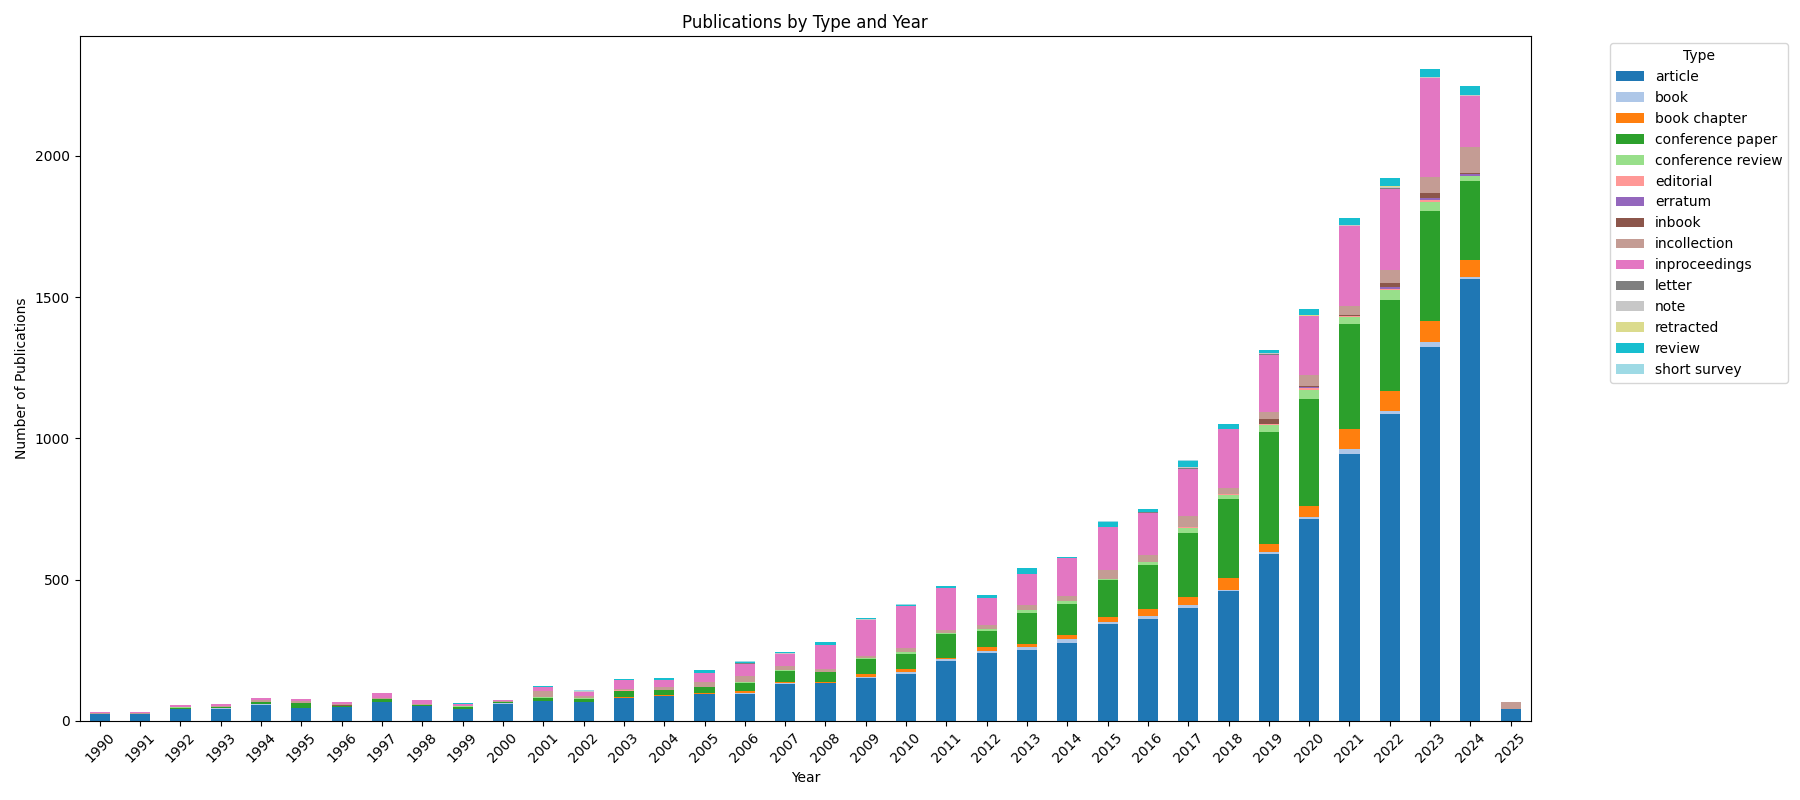 Publications by Type and Year
Number of Publications
2000
1500
1000
500
0
1990
1991
1992
1993
1994
1995
1996
1997
1998
1999
2000
2001
2002
2003
2004
2005
2006
2007
2008
2009
2010
2011
2012
2013
2014
2015
2016
2017
2018
2019
2020
2021
2022
2023
2024
2025
Year
Type
article
book
book chapter
conference paper
conference review
editorial
erratum
inbook
incollection
inproceedings
letter
note
retracted
review
short survey